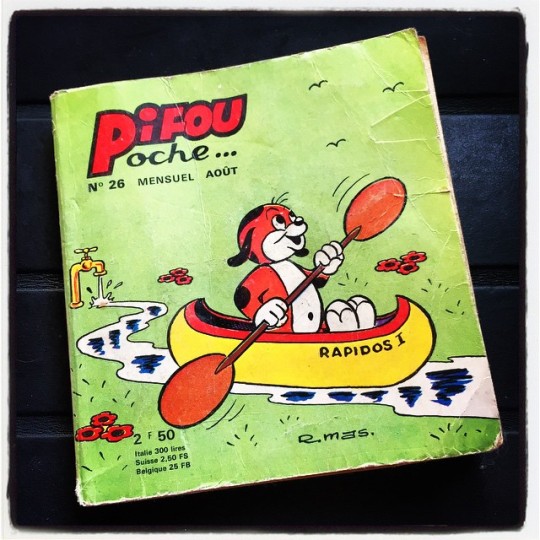 PiFOU
Poche...
N° 26 MENSUEL AOÛT
RAPIDOS I
2 F 50
Italie 300 lires
Suisse 2.50 FS
Belgique 25 FB
R. mas.